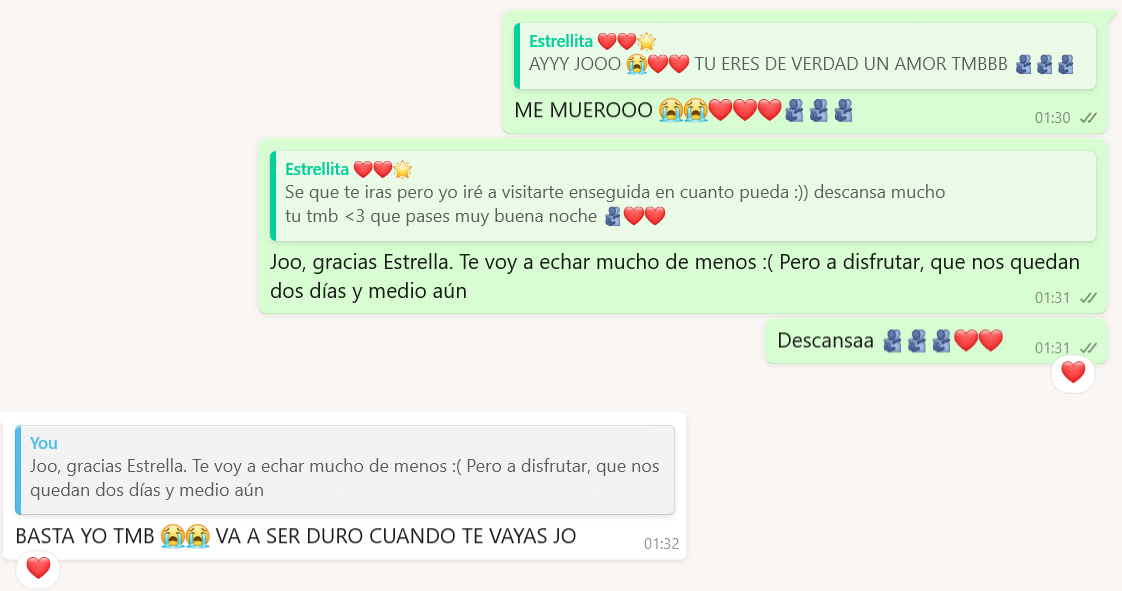 Estrellita ❤️❤️🌟
AYYY JOOO 😭❤️❤️ TU ERES DE VERDAD UN AMOR TMBBB 🫂🫂🫂
ME MUEROOO 😭😭❤️❤️❤️🫂🫂🫂
01:30
Estrellita ❤️❤️🌟
Se que te iras pero yo iré a visitarte enseguida en cuanto pueda :)) descansa mucho
tu tmb <3 que pases muy buena noche 🫂❤️❤️
Joo, gracias Estrella. Te voy a echar mucho de menos :( Pero a disfrutar, que nos quedan
dos días y medio aún
01:31
Descansaa 🫂🫂🫂❤️❤️
01:31
❤️
You
Joo, gracias Estrella. Te voy a echar mucho de menos :( Pero a disfrutar, que nos
quedan dos días y medio aún
BASTA YO TMB 😭😭 VA A SER DURO CUANDO TE VAYAS JO
01:32
❤️